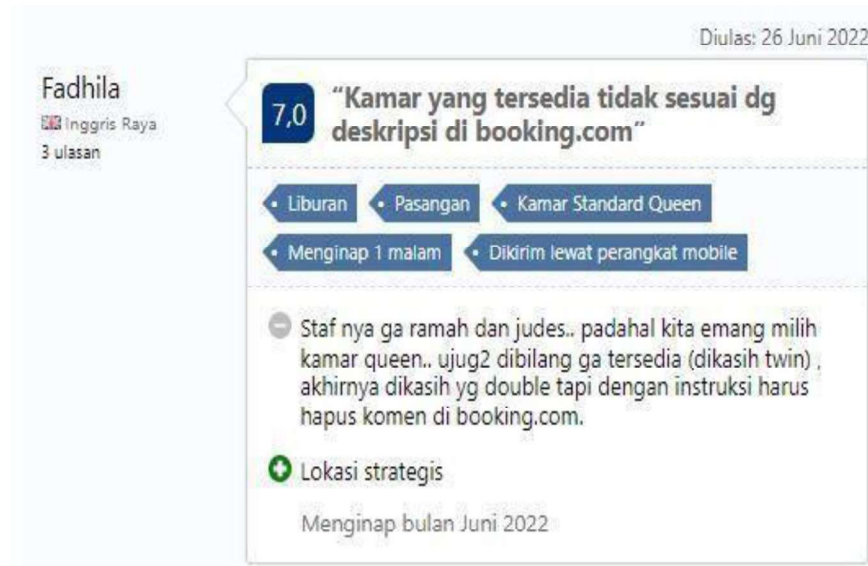 Diulas: 26 Juni 2022
Fadhila
Inggris Raya
3 ulasan
7,0
“Kamar yang tersedia tidak sesuai dg
deskripsi di booking.com”
• Liburan • Pasangan • Kamar Standard Queen
• Menginap 1 malam • Dikirim lewat perangkat mobile
Staf nya ga ramah dan judes.. padahal kita emang milih
kamar queen.. ujug2 dibilang ga tersedia (dikasih twin) ,
akhirnya dikasih yg double tapi dengan instruksi harus
hapus komen di booking.com.
Lokasi strategis
Menginap bulan Juni 2022